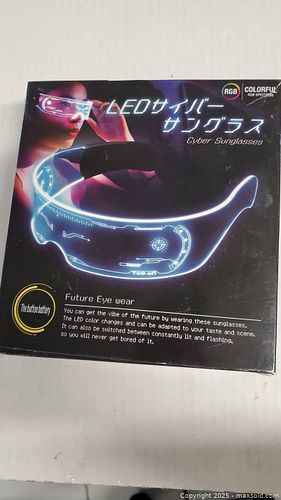 RGB
COLORFUL
RGB SPECTRUM
LEDサイバー
サングラス
Cyber Sunglasses
The button battery
Future Eye wear
You can get the vibe of the future by wearing these sunglasses.
The LED color changes and can be adapted to your taste and scene.
It can also be switched between constantly lit and flashing,
so you will never get bored of it.
Copyright 2025 - maxsold.com